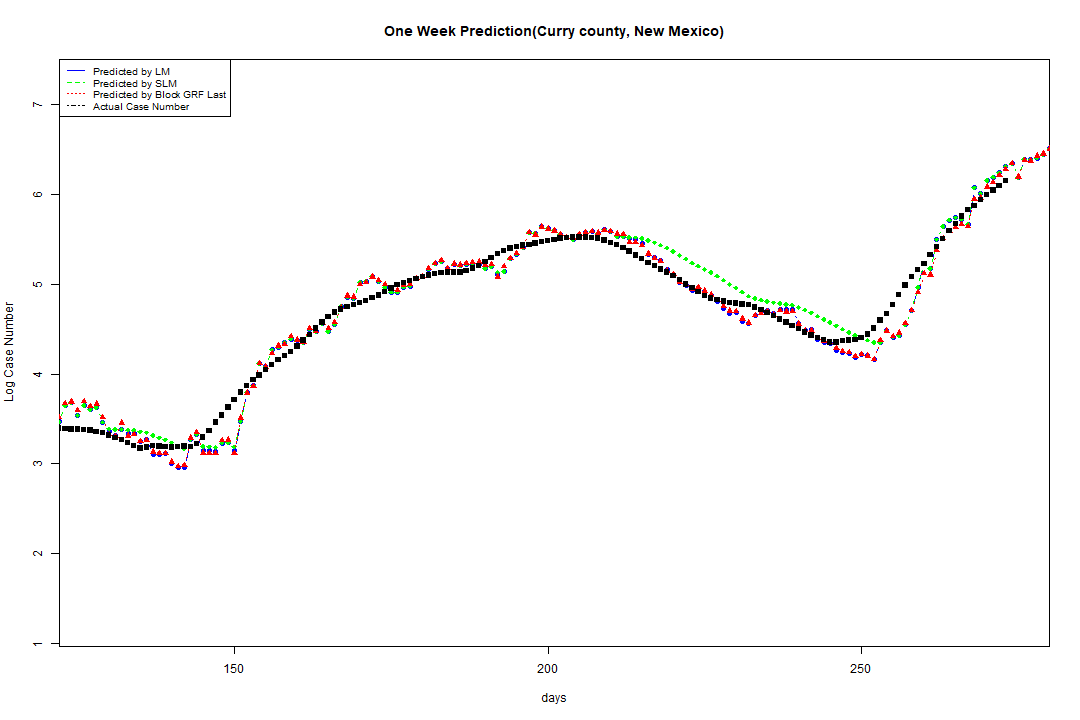 One Week Prediction(Curry county, New Mexico)
Predicted by LM
Predicted by SLM
Predicted by Block GRF Last
Actual Case Number
7
6
5
4
3
2
1
Log Case Number
150 200 250
days